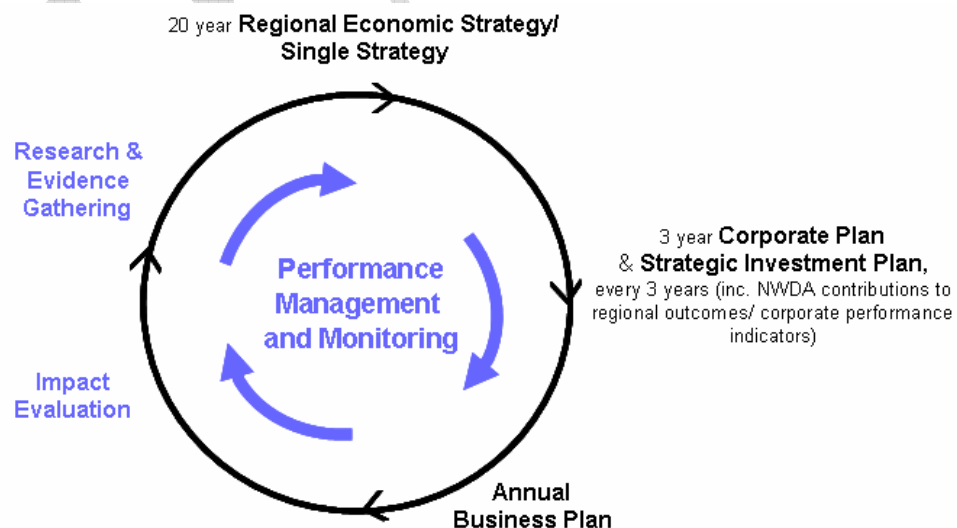 20 year Regional Economic Strategy/
Single Strategy
Research &
Evidence
Gathering
3 year Corporate Plan
& Strategic Investment Plan,
every 3 years (inc. NWDA contributions to
regional outcomes/ corporate performance
indicators)
Performance
Management
and Monitoring
Impact
Evaluation
Annual
Business Plan